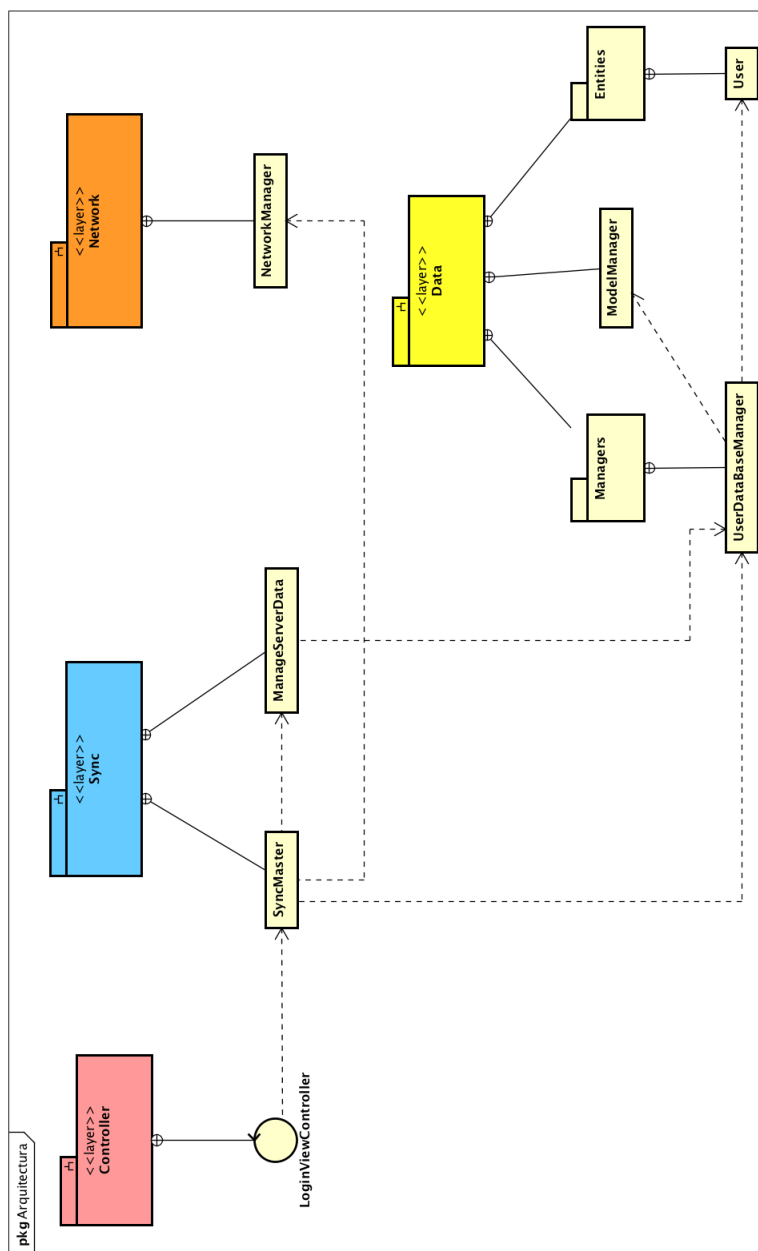 pkg Arquitectura
<<layer>>
Controller
<<layer>>
Sync
<<layer>>
Network
LoginViewController
SyncMaster
ManageServerData
NetworkManager
<<layer>>
Data
Managers
ModelManager
Entities
UserDataBaseManager
User